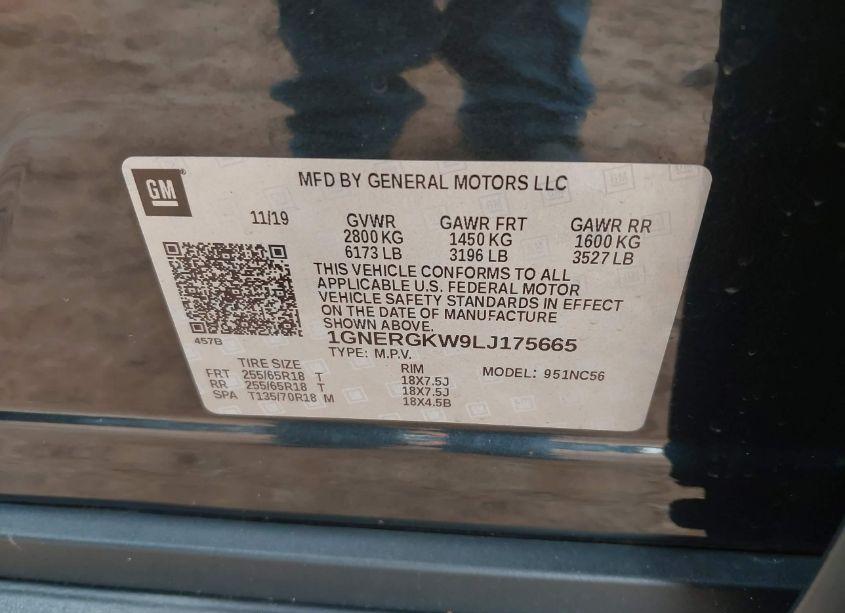 GM
MFD BY GENERAL MOTORS LLC
11/19 GVWR GAWR FRT GAWR RR
2800 KG 1450 KG 1600 KG
6173 LB 3196 LB 3527 LB
THIS VEHICLE CONFORMS TO ALL
APPLICABLE U.S. FEDERAL MOTOR
VEHICLE SAFETY STANDARDS IN EFFECT
ON THE DATE OF MANUFACTURE
SHOWN ABOVE.
457B
1GNERGKW9LJ175665
TYPE: M.P.V.
TIRE SIZE RIM MODEL: 951NC56
FRT 255/65R18 T 18X7.5J
RR 255/65R18 T 18X7.5J
SPA T135/70R18 M 18X4.5B